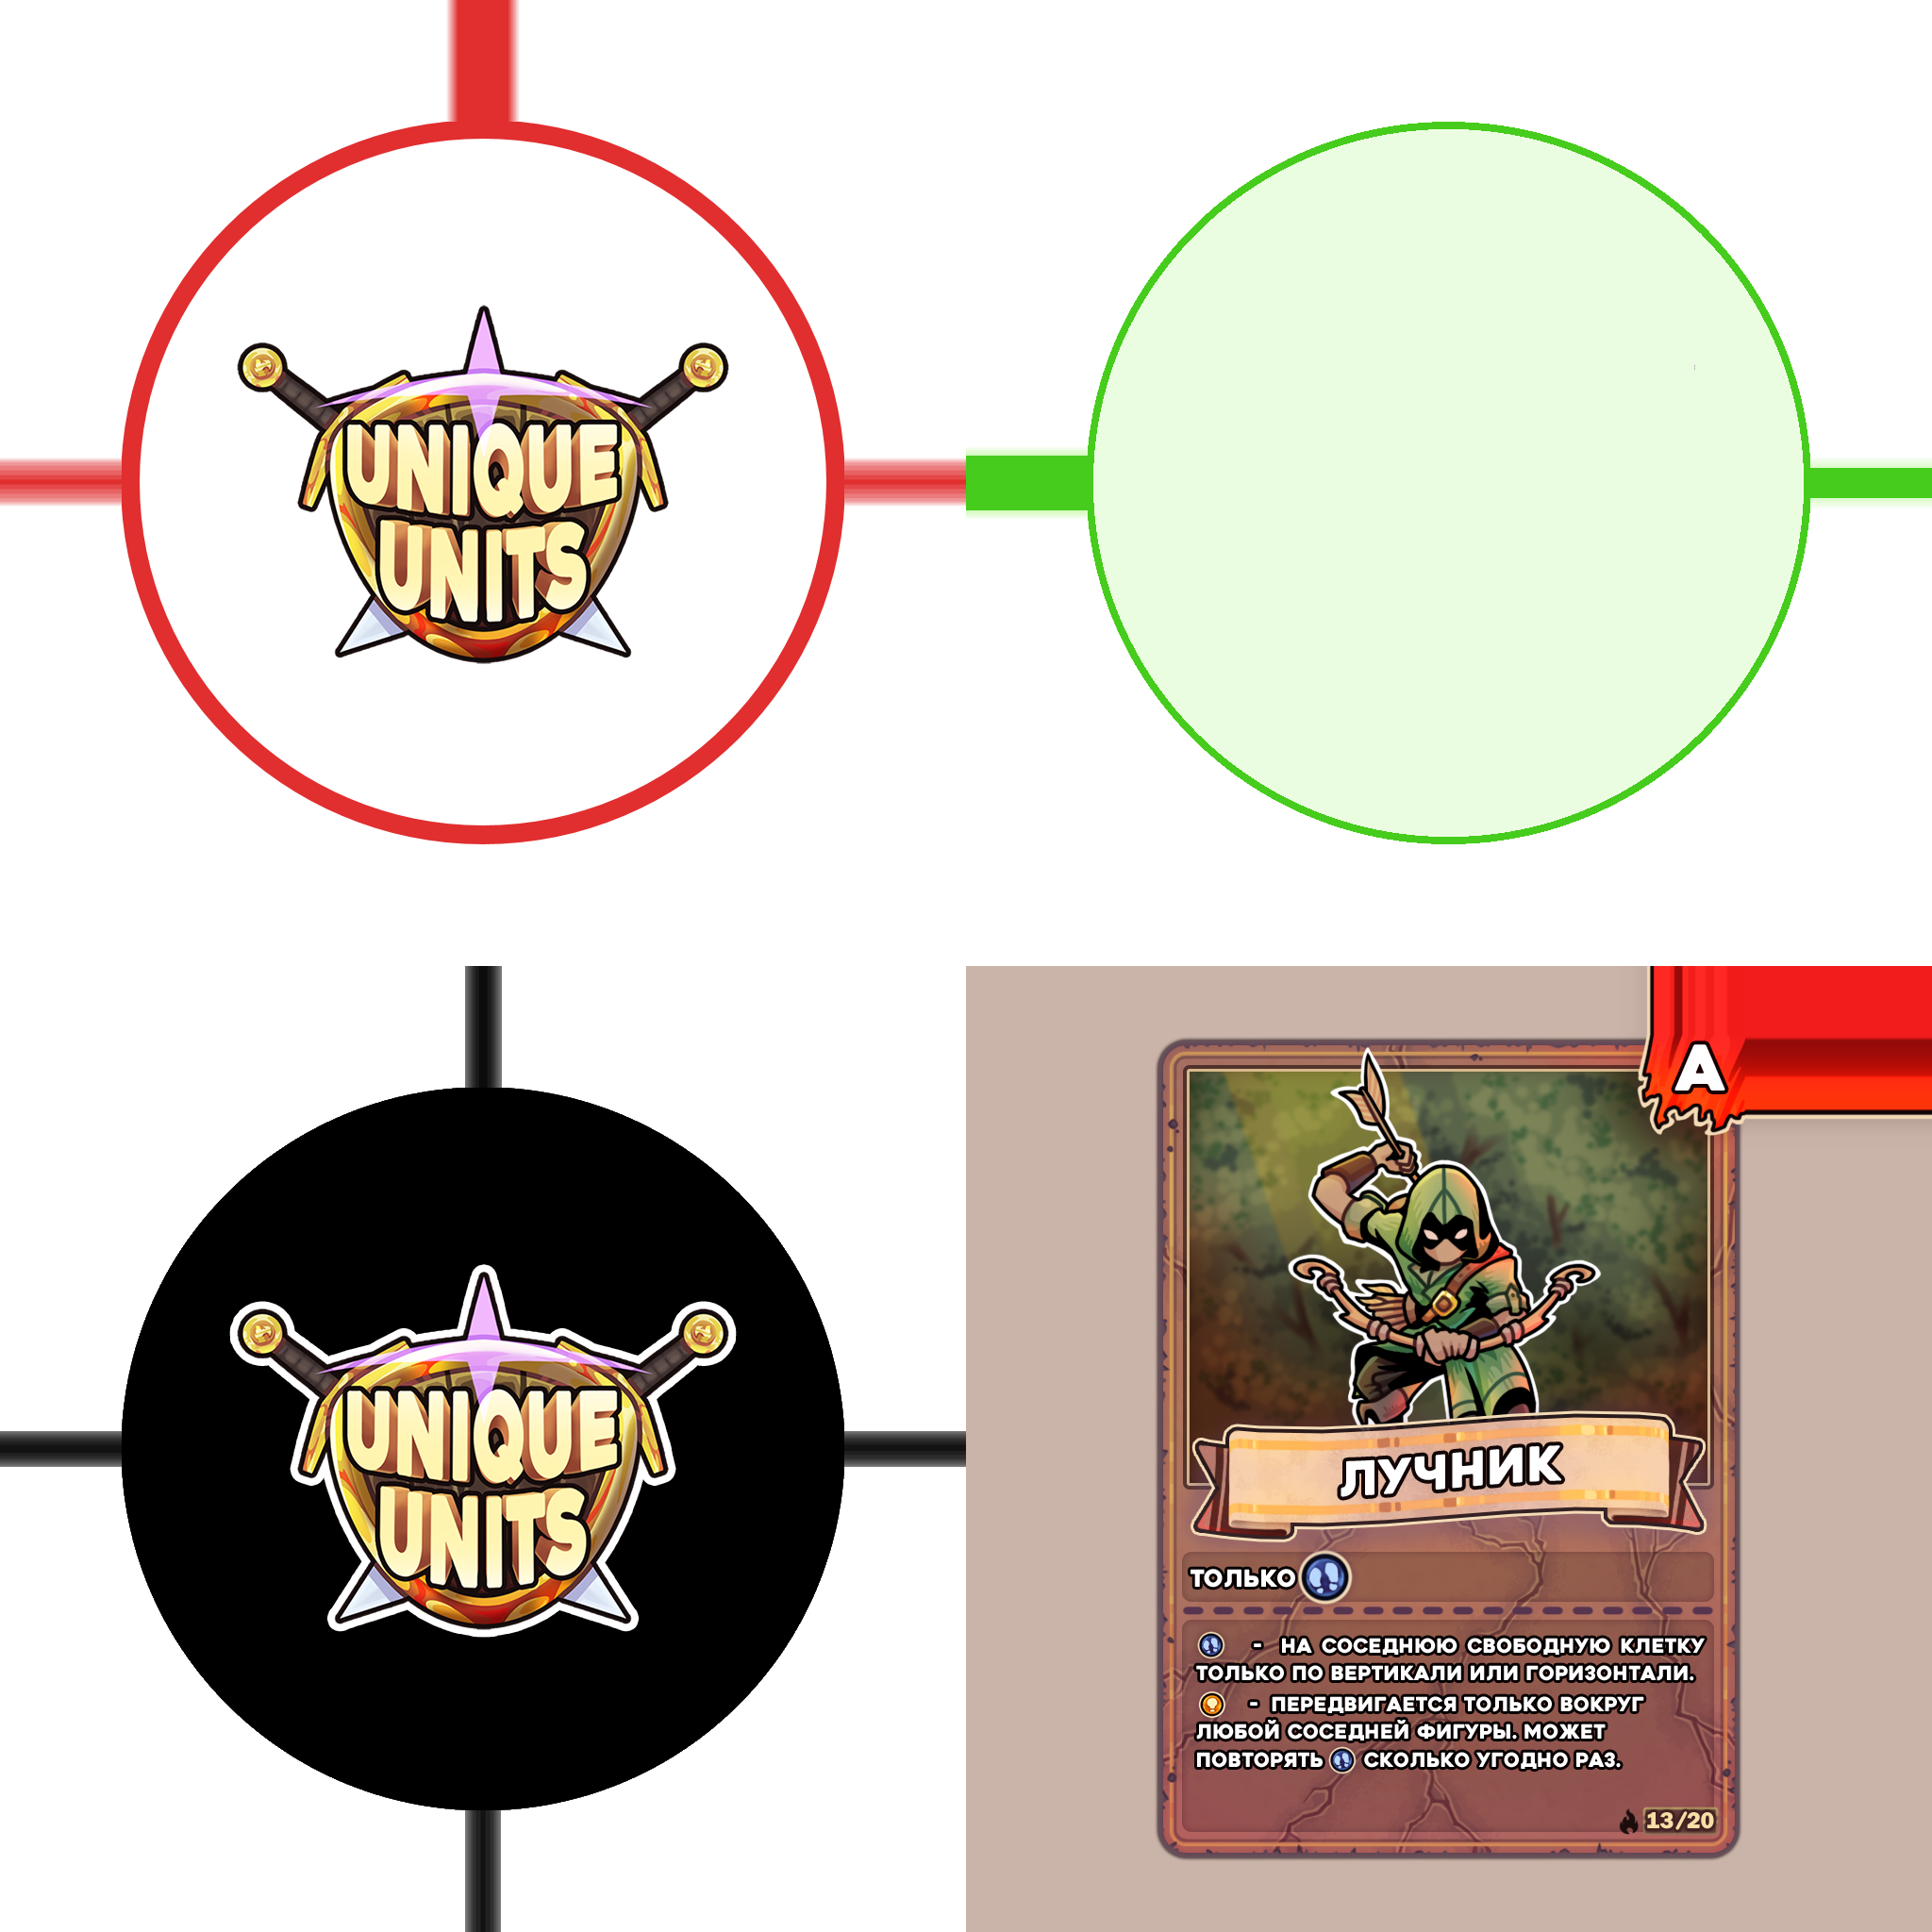 UNIQUE
UNITS
UNIQUE
UNITS
А
ЛУЧНИК
ТОЛЬКО
- НА СОСЕДНЮЮ СВОБОДНУЮ КЛЕТКУ
ТОЛЬКО ПО ВЕРТИКАЛИ ИЛИ ГОРИЗОНТАЛИ.
- ПЕРЕДВИГАЕТСЯ ТОЛЬКО ВОКРУГ
ЛЮБОЙ СОСЕДНЕЙ ФИГУРЫ. МОЖЕТ
ПОВТОРЯТЬ СКОЛЬКО УГОДНО РАЗ.
13/20